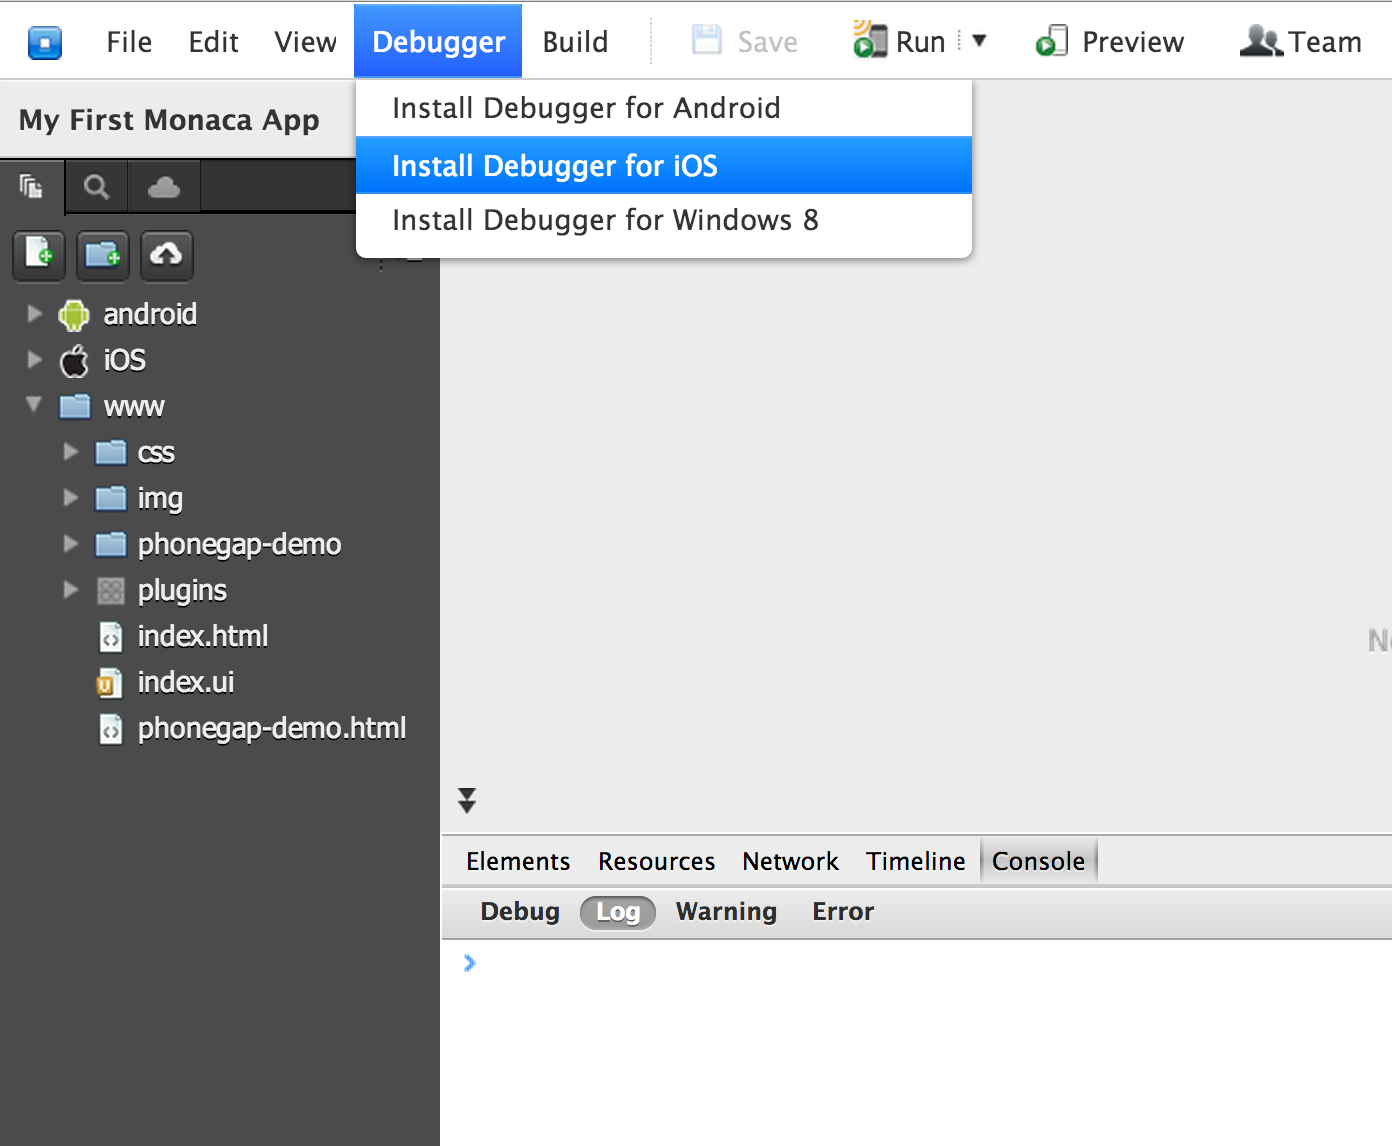 File Edit View Debugger Build Save Run Preview Team
Install Debugger for Android
My First Monaca App
Install Debugger for iOS
Install Debugger for Windows 8
android
iOS
www
css
img
phonegap-demo
plugins
index.html
index.ui
phonegap-demo.html
Elements Resources Network Timeline Console
Debug Log Warning Error